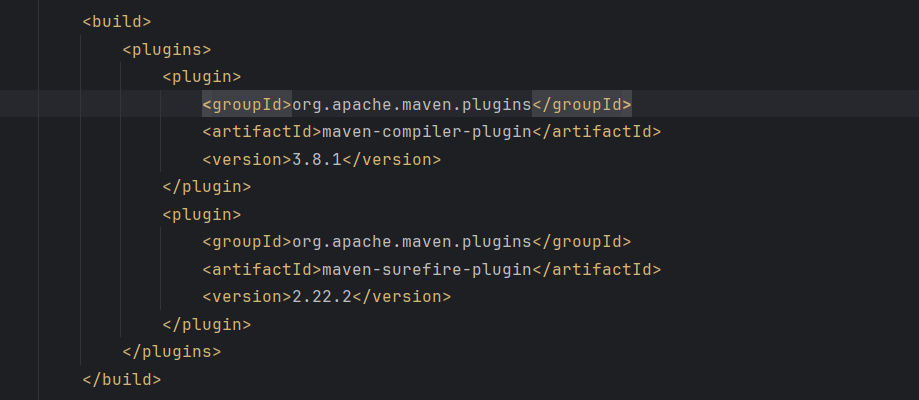 <build>
<plugins>
<plugin>
<groupId>org.apache.maven.plugins</groupId>
<artifactId>maven-compiler-plugin</artifactId>
<version>3.8.1</version>
</plugin>
<plugin>
<groupId>org.apache.maven.plugins</groupId>
<artifactId>maven-surefire-plugin</artifactId>
<version>2.22.2</version>
</plugin>
</plugins>
</build>